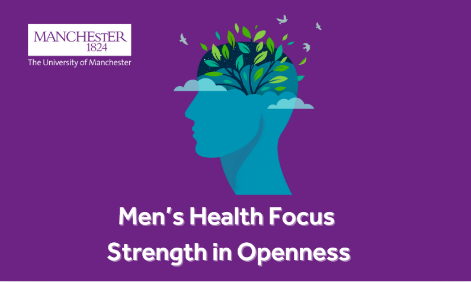 MANCHESTER
1824
The University of Manchester
Men's Health Focus
Strength in Openness